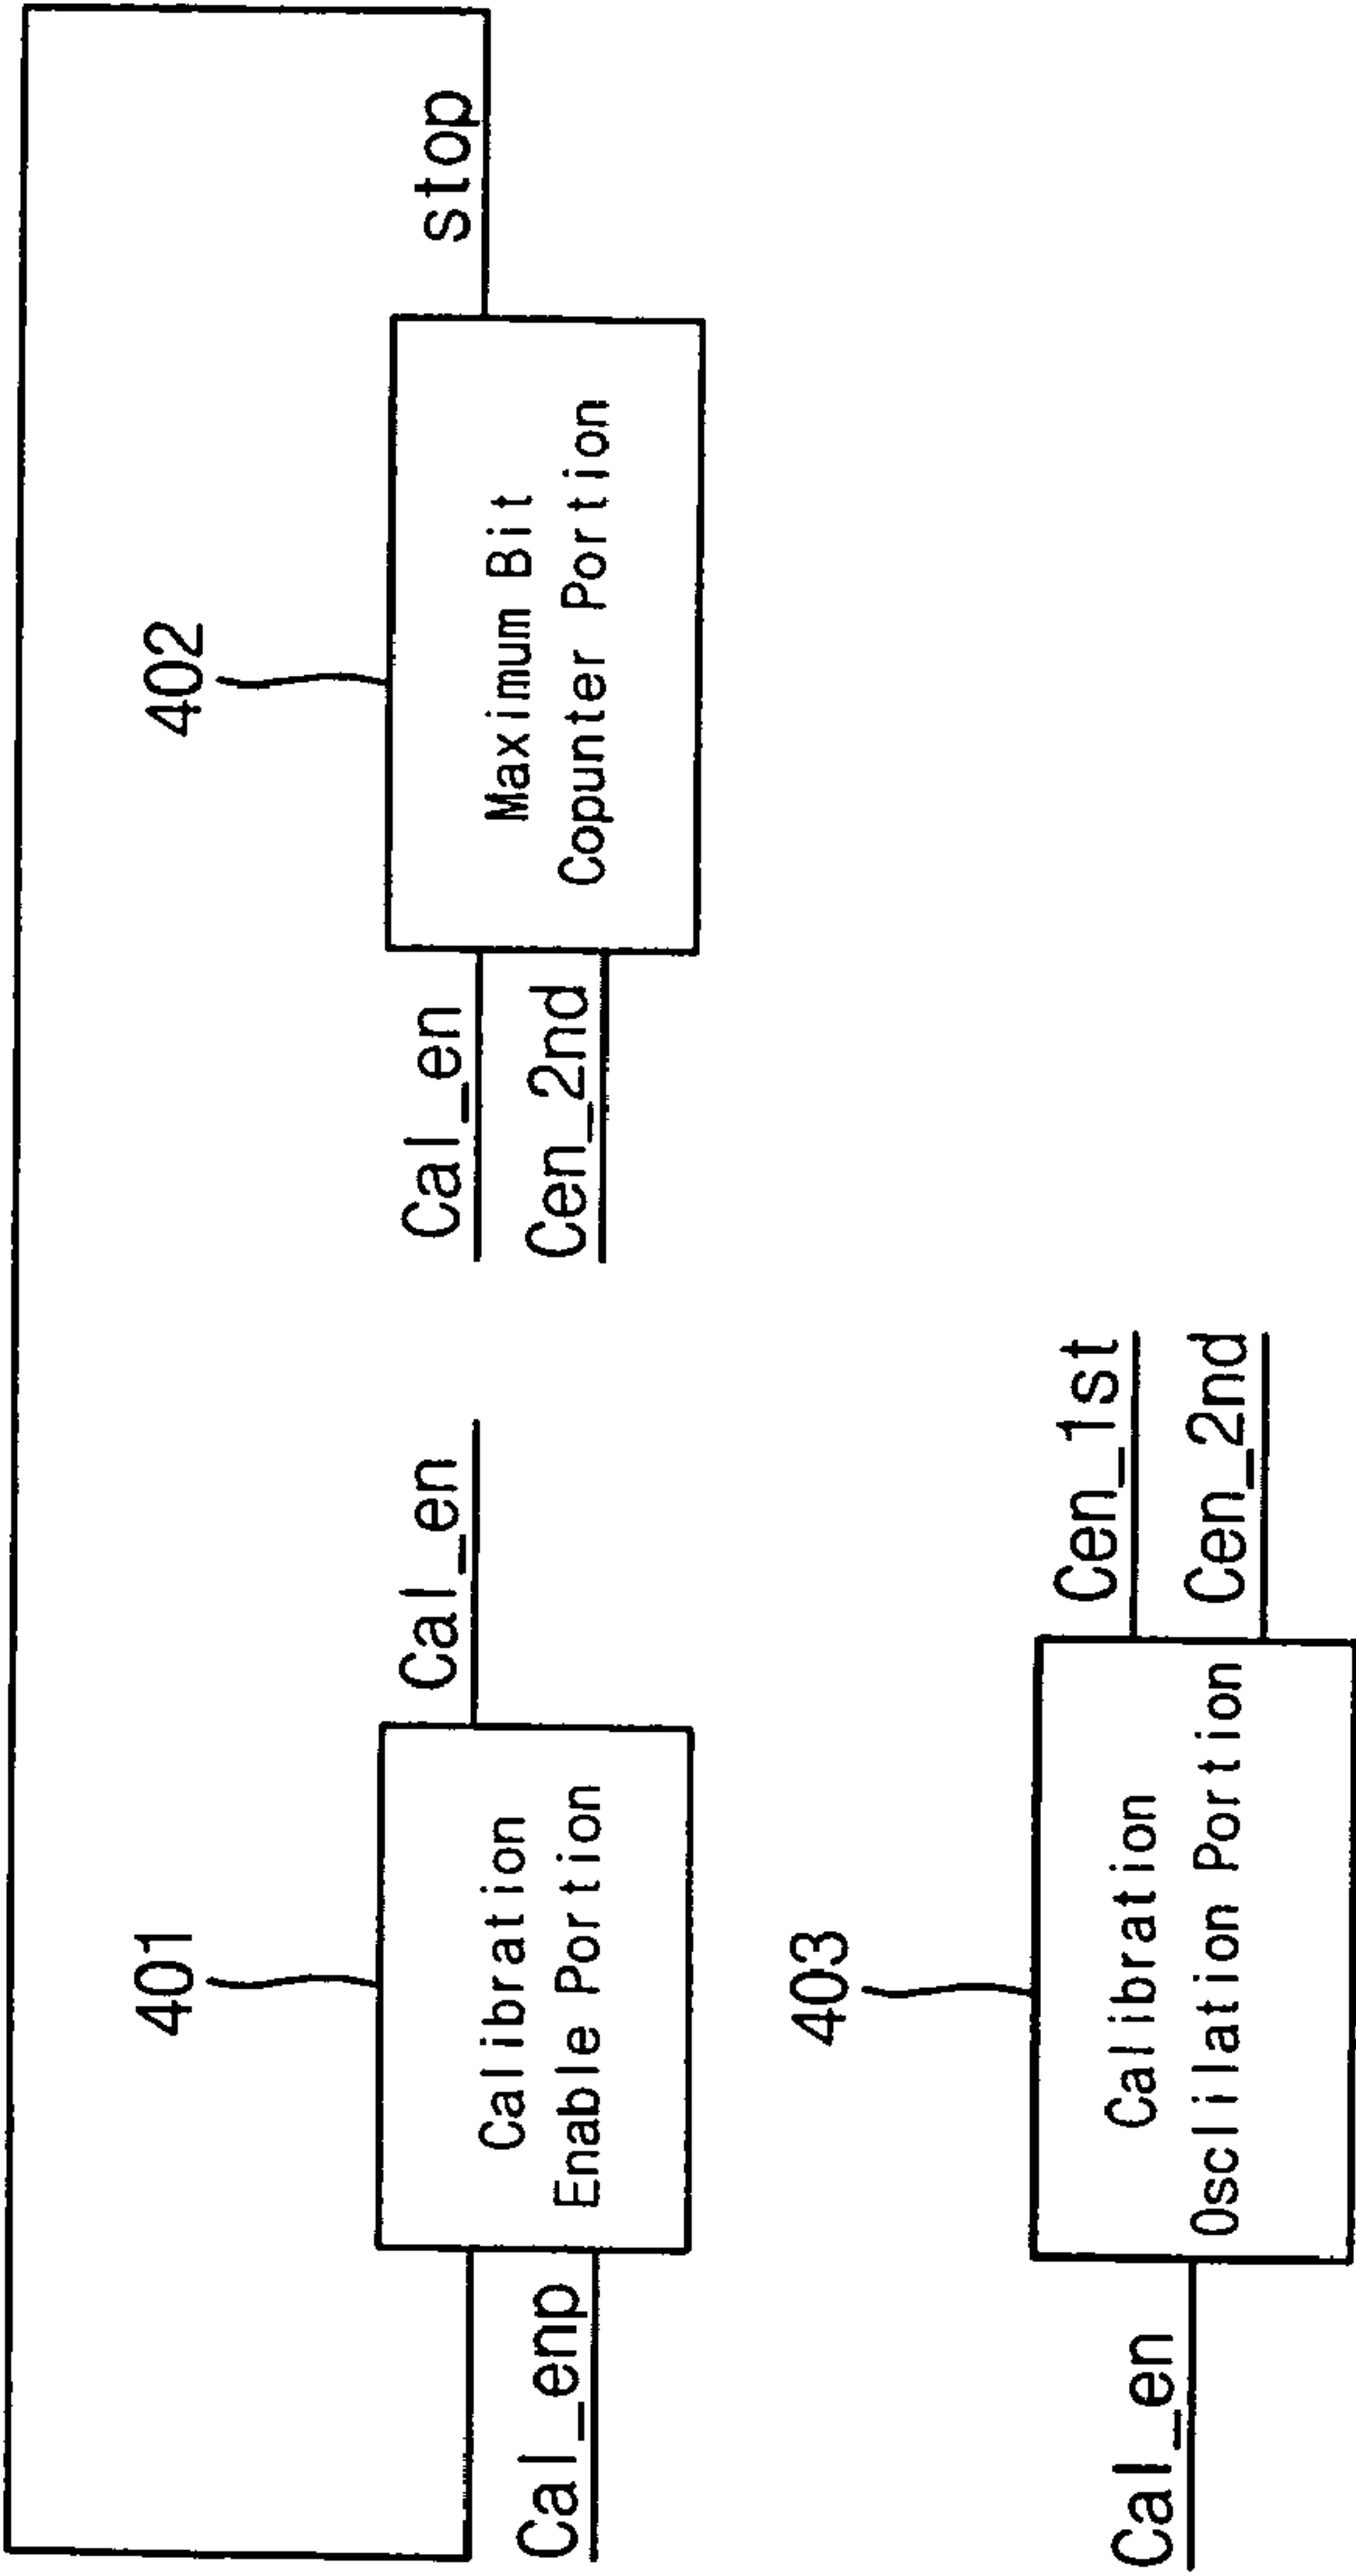 401
Calibration
Enable Portion
Cal_enp
Cal_en
402
Maximum Bit
Copunter Portion
Cal_en
Cen_2nd
stop
403
Calibration
Osclilation Portion
Cal_en
Cen_1st
Cen_2nd